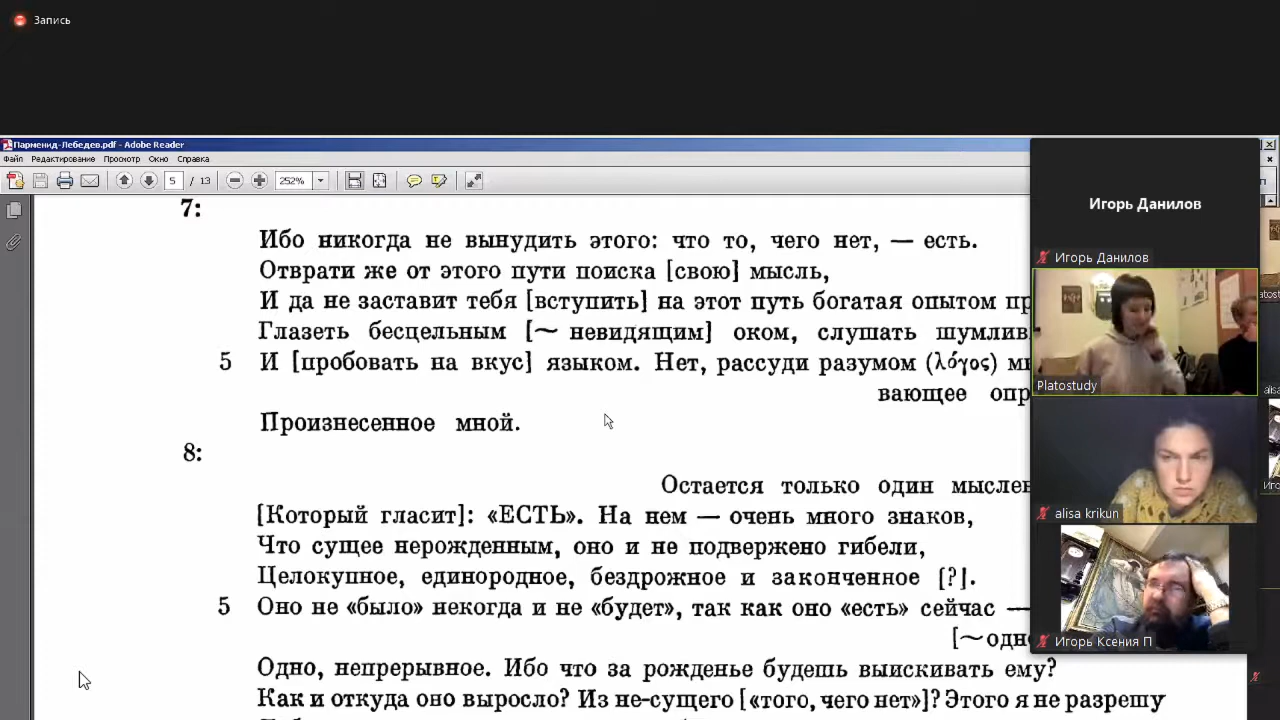 Запись
Парменид-Лебедев.pdf - Adobe Reader
Файл Редактирование Просмотр Окно Справка
5 / 13 252%
7:
Ибо никогда не вынудить этого: что то, чего нет, — есть.
Отврати же от этого пути поиска [свою] мысль,
И да не заставит тебя [вступить] на этот путь богатая опытом
Глазеть бесцельным [~ невидящим] оком, слушать
5 И [пробовать на вкус] языком. Нет, рассуди разумом (λόγος)
вающее
Произнесенное мной.
8:
Остается только один
[Который гласит]: «ЕСТЬ». На нем — очень много знаков,
Что сущее нерожденным, оно и не подвержено гибели,
Целокупное, единородное, бездрожное и законченное [?].
5 Оно не «было» некогда и не «будет», так как оно «есть» сейчас —
[~
Одно, непрерывное. Ибо что за рожденье будешь выискивать ему?
Как и откуда оно выросло? Из не-сущего [«того, чего нет»]? Этого я не разрешу
Игорь Данилов
Игорь Данилов
Platostudy
alisa krikun
Игорь Ксения П